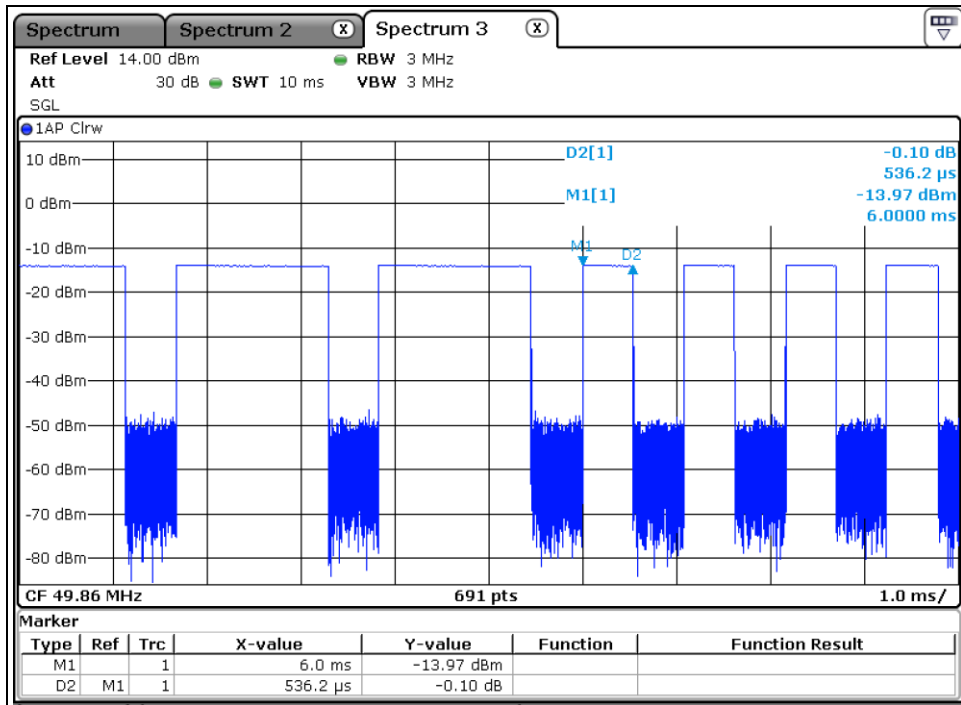 Spectrum Spectrum 2 X Spectrum 3 X
Ref Level 14.00 dBm RBW 3 MHz
Att 30 dB SWT 10 ms VBW 3 MHz
SGL
1AP Clrw
D2[1] -0.10 dB
536.2 µs
M1[1] -13.97 dBm
6.0000 ms
10 dBm
0 dBm
-10 dBm
M1
D2
-20 dBm
-30 dBm
-40 dBm
-50 dBm
-60 dBm
-70 dBm
-80 dBm
CF 49.86 MHz 691 pts 1.0 ms/
Marker
Type Ref Trc X-value Y-value Function Function Result
M1 1 6.0 ms -13.97 dBm
D2 M1 1 536.2 µs -0.10 dB